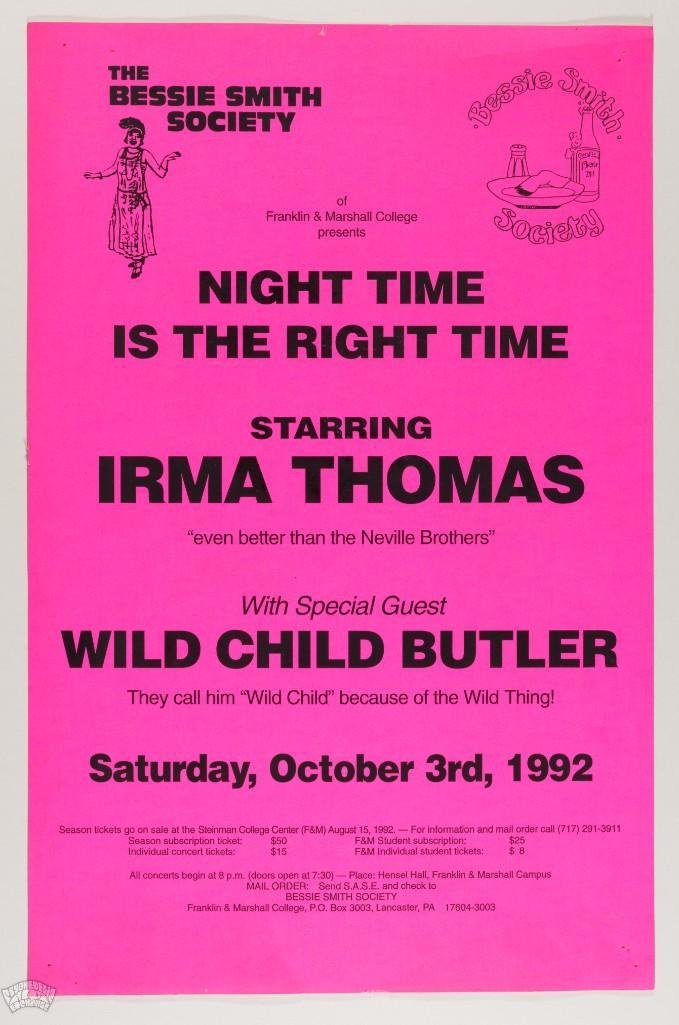 THE
BESSIE SMITH
SOCIETY
Bessie Smith
Society
of
Franklin & Marshall College
presents
NIGHT TIME
IS THE RIGHT TIME
STARRING
IRMA THOMAS
“even better than the Neville Brothers”
With Special Guest
WILD CHILD BUTLER
They call him “Wild Child” because of the Wild Thing!
Saturday, October 3rd, 1992
Season tickets go on sale at the Steinman College Center (F&M) August 15, 1992. — For information and mail order call (717) 291-3911
Season subscription ticket: $50 F&M Student subscription: $25
Individual concert tickets: $15 F&M Individual student tickets: $ 8
All concerts begin at 8 p.m. (doors open at 7:30) — Place: Hensel Hall, Franklin & Marshall Campus
MAIL ORDER: Send S.A.S.E. and check to
BESSIE SMITH SOCIETY
Franklin & Marshall College, P.O. Box 3003, Lancaster, PA 17604-3003